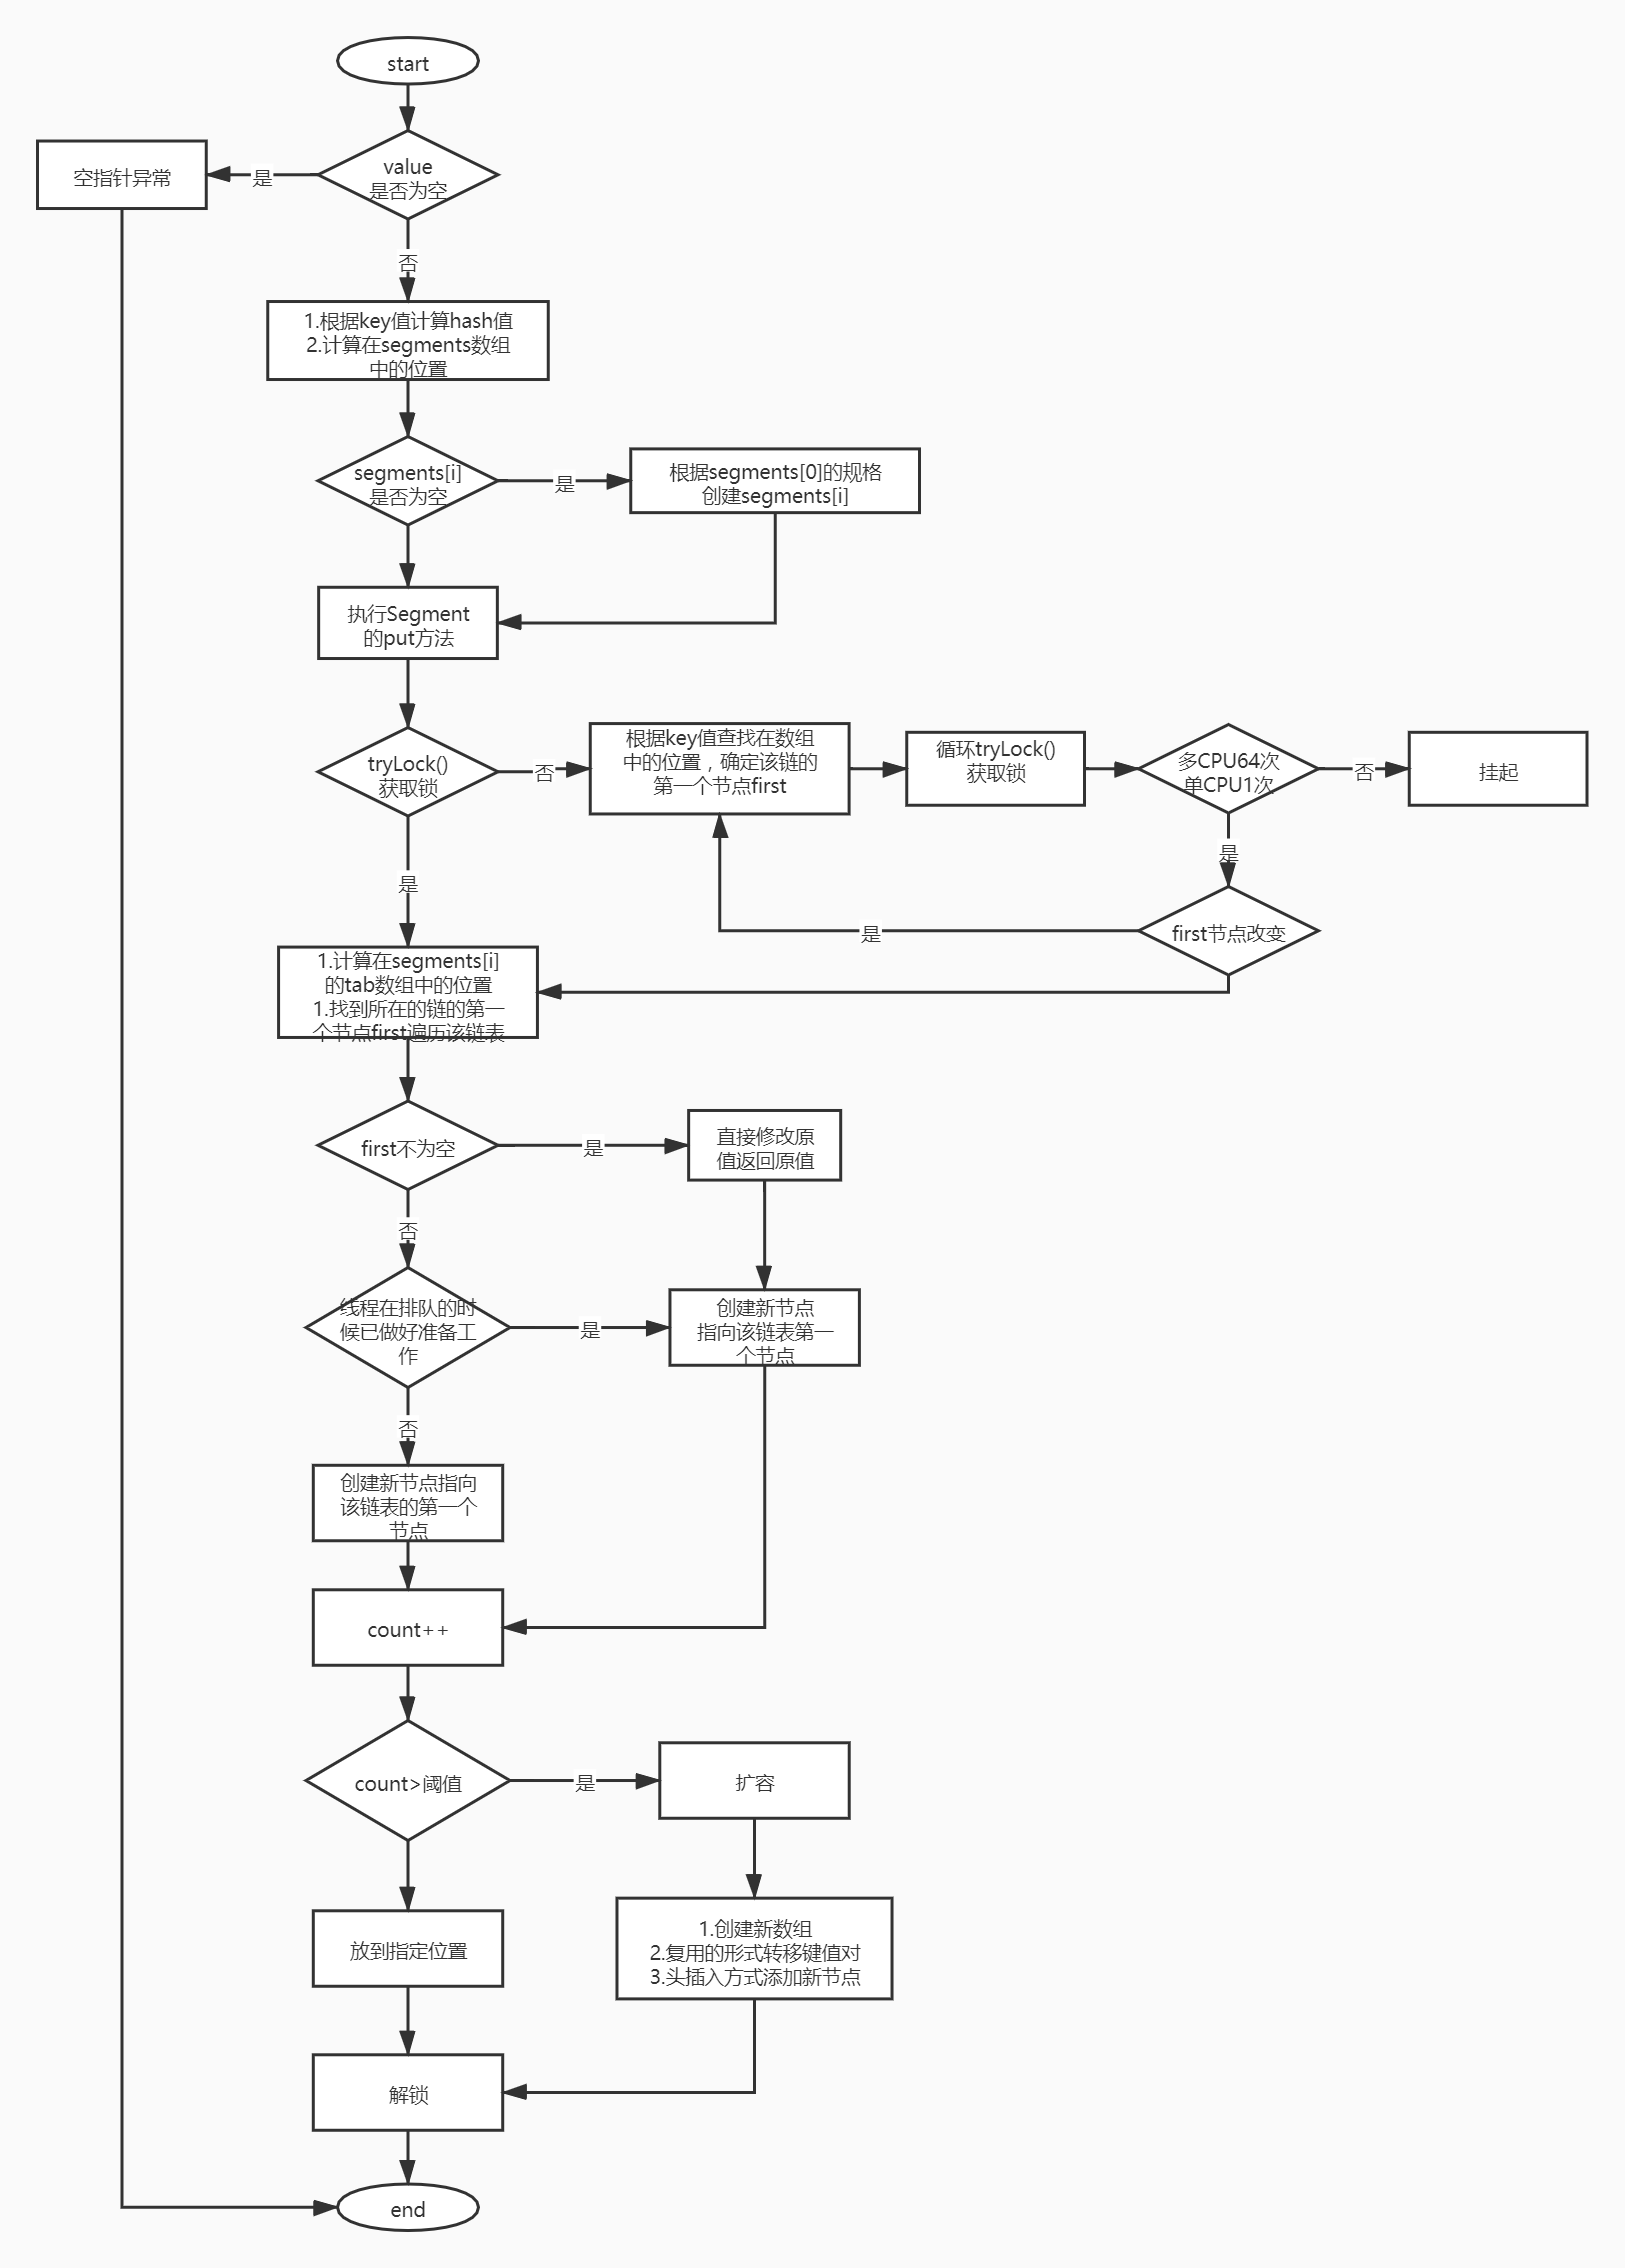 start
value
是否为空
是
空指针异常
否
1.根据key值计算hash值
2.计算在segments数组
中的位置
segments[i]
是否为空
是
根据segments[0]的规格
创建segments[i]
执行Segment
的put方法
tryLock()
获取锁
否
根据key值查找在数组
中的位置，确定该链的
第一个节点first
循环tryLock()
获取锁
多CPU64次
单CPU1次
否
挂起
是
是
first节点改变
是
1.计算在segments[i]
的tab数组中的位置
1.找到所在的链的第一
个节点first遍历该链表
first不为空
是
直接修改原
值返回原值
否
线程在排队的时
候已做好准备工
作
是
创建新节点
指向该链表第一
个节点
否
创建新节点指向
该链表的第一个
节点
count++
count>阈值
是
扩容
放到指定位置
1.创建新数组
2.复用的形式转移键值对
3.头插入方式添加新节点
解锁
end